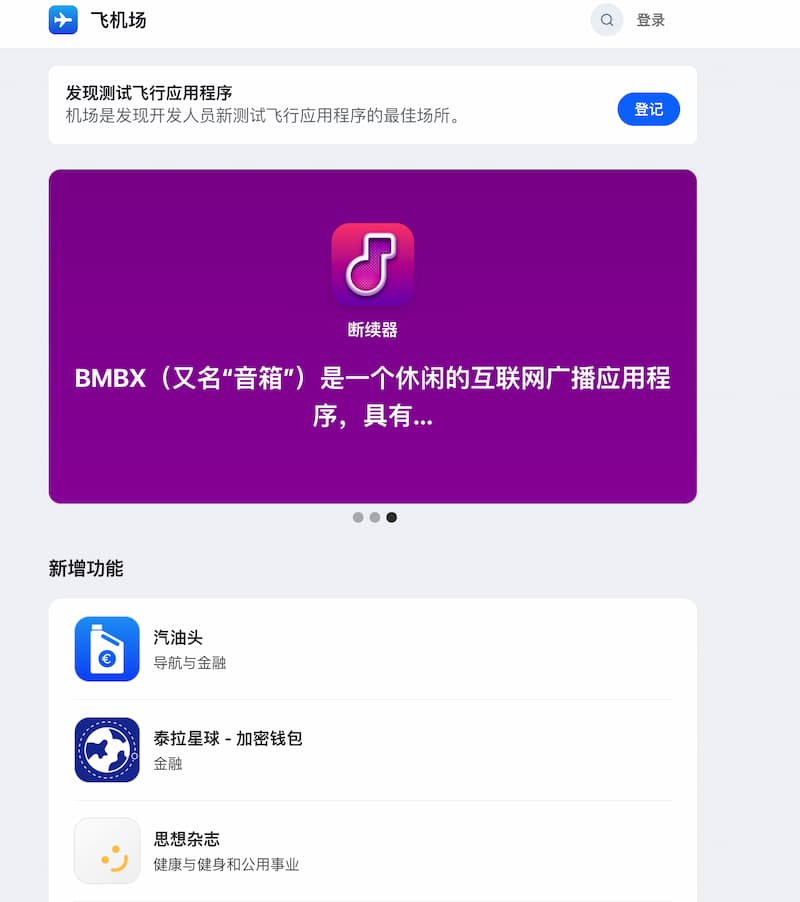 飞机场
登录
发现测试飞行应用程序
机场是发现开发人员新测试飞行应用程序的最佳场所。
登记
断续器
BMBX（又名“音箱”）是一个休闲的互联网广播应用程
序，具有...
新增功能
€
汽油头
导航与金融
泰拉星球 - 加密钱包
金融
思想杂志
健康与健身和公用事业